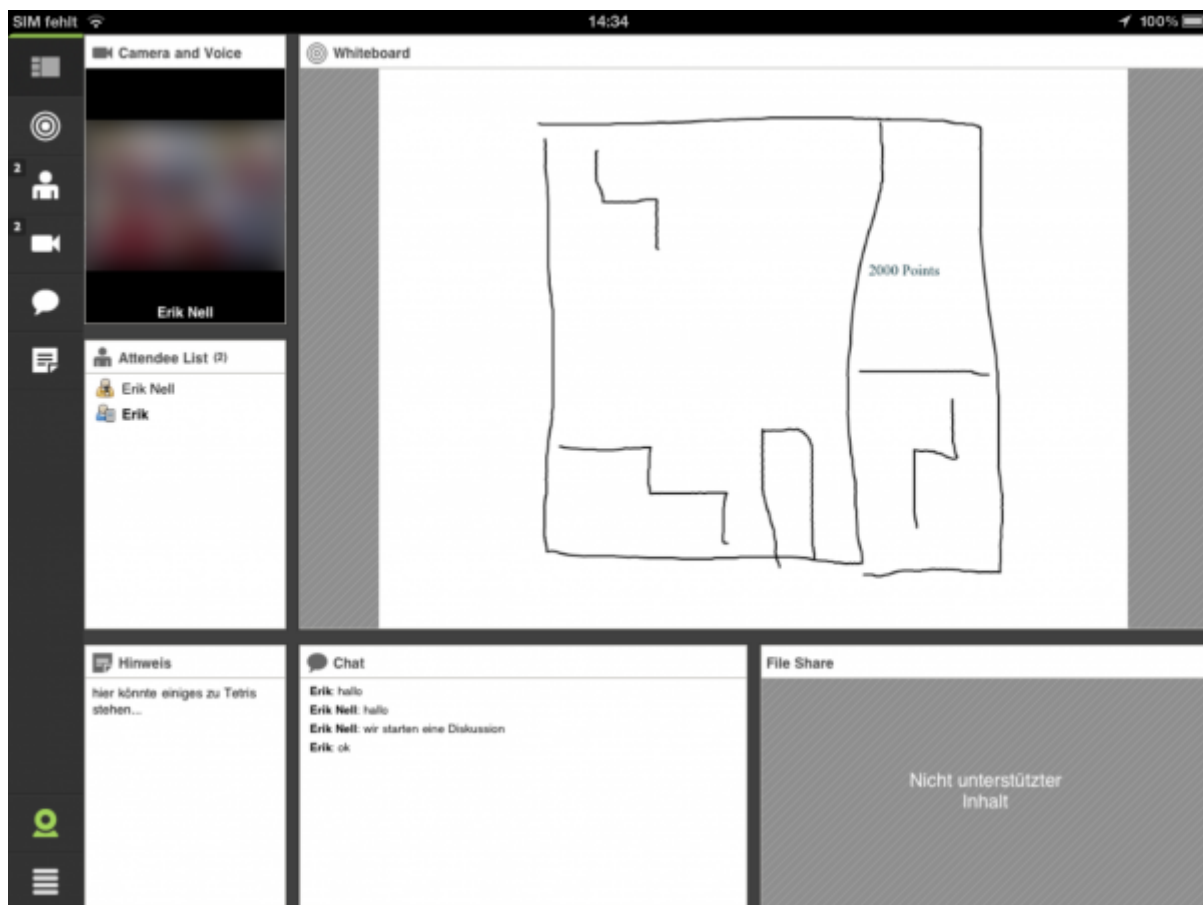 SIM fehlt
14:34
100%
Camera and Voice
Erik Nell
2
2
Attendee List (2)
Erik Nell
Erik
Whiteboard
2000 Points
Hinweis
hier könnte einiges zu Tetris
stehen...
Chat
Erik: hallo
Erik Nell: hallo
Erik Nell: wir starten eine Diskussion
Erik: ok
File Share
Nicht unterstützter
Inhalt